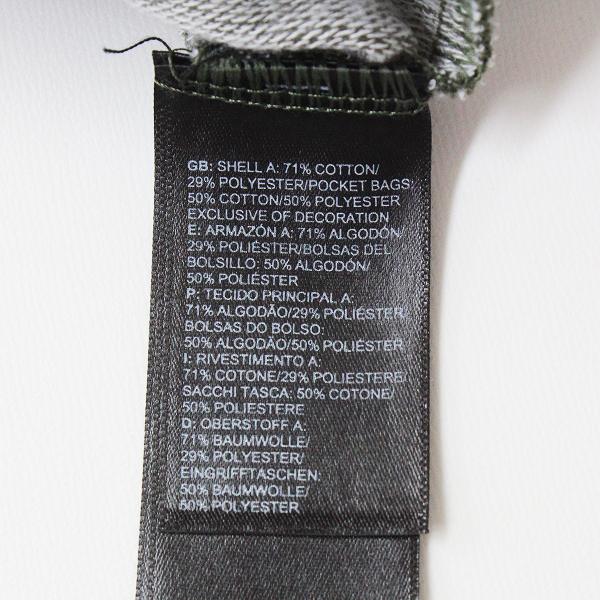 GB: SHELL A: 71% COTTON/
29% POLYESTER/POCKET BAGS:
50% COTTON/50% POLYESTER
EXCLUSIVE OF DECORATION
E: ARMAZÓN A: 71% ALGODÓN/
29% POLIÉSTER/BOLSAS DEL
BOLSILLO: 50% ALGODÓN/
50% POLIÉSTER
P: TECIDO PRINCIPAL A:
71% ALGODÃO/29% POLIÉSTER/
BOLSAS DO BOLSO:
50% ALGODÃO/50% POLIÉSTER
I: RIVESTIMENTO A:
71% COTONE/29% POLIESTERE/
SACCHI TASCA: 50% COTONE/
50% POLIESTERE
D: OBERSTOFF A:
71% BAUMWOLLE/
29% POLYESTER/
EINGRIFFTASCHEN:
50% BAUMWOLLE/
50% POLYESTER